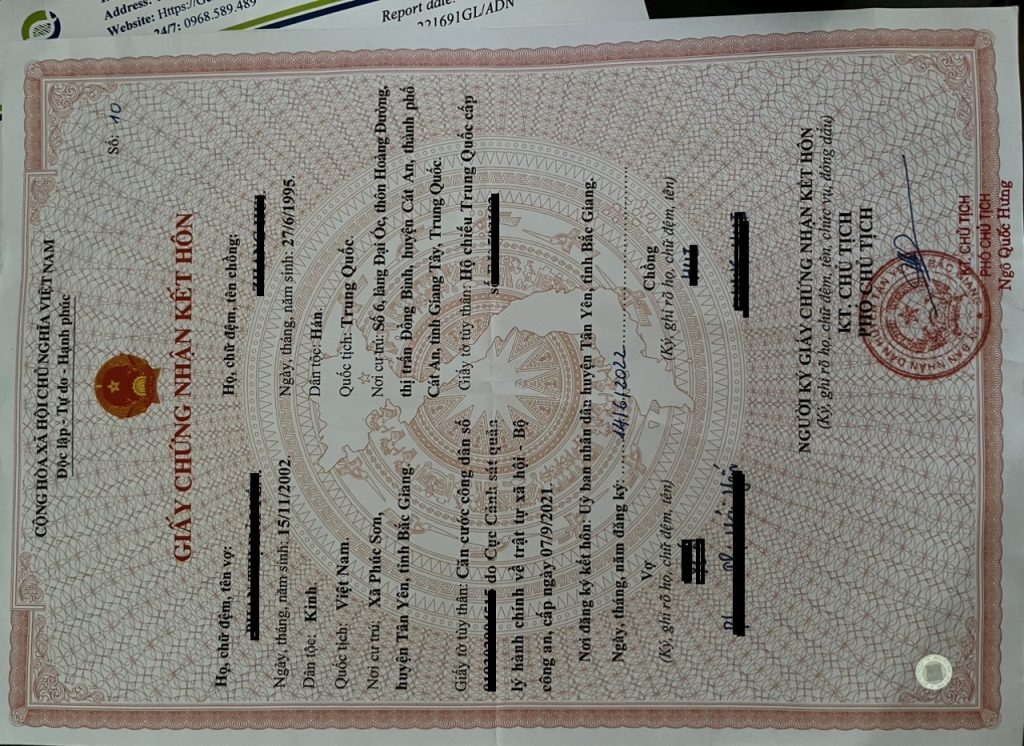 Address:
Website: Https://G
24/7: 0968.589.489
Report date:
221691GL/ADN
CỘNG HÒA XÃ HỘI CHỦ NGHĨA VIỆT NAM
Độc lập - Tự do - Hạnh phúc
Số: 10
GIẤY CHỨNG NHẬN KẾT HÔN
Họ, chữ đệm, tên vợ:
Ngày, tháng, năm sinh: 15/11/2002.
Dân tộc: Kinh.
Quốc tịch: Việt Nam.
Nơi cư trú: Xã Phúc Sơn,
huyện Tân Yên, tỉnh Bắc Giang.
Giấy tờ tùy thân: Căn cước công dân số
do Cục Cảnh sát quản
lý hành chính về trật tự xã hội - Bộ
công an, cấp ngày 07/9/2021.
Họ, chữ đệm, tên chồng:
Ngày, tháng, năm sinh: 27/6/1995.
Dân tộc: Hán.
Quốc tịch: Trung Quốc.
Nơi cư trú: Số 6, làng Đại Ốc, thôn Hoàng Đường,
thị trấn Đồng Bình, huyện Cát An, thành phố
Cát An, tỉnh Giang Tây, Trung Quốc.
Giấy tờ tùy thân: Hộ chiếu Trung Quốc cấp
số
Nơi đăng ký kết hôn: Uỷ ban nhân dân huyện Tân Yên, tỉnh Bắc Giang.
Ngày, tháng, năm đăng ký: 14/6/2022
Vợ
(Ký, ghi rõ họ, chữ đệm, tên)
Chồng
(Ký, ghi rõ họ, chữ đệm, tên)
NGƯỜI KÝ GIẤY CHỨNG NHẬN KẾT HÔN
(Ký, ghi rõ họ, chữ đệm, tên, chức vụ, đóng dấu)
KT. CHỦ TỊCH
PHÓ CHỦ TỊCH
KT. CHỦ TỊCH
PHÓ CHỦ TỊCH
Ngô Quốc Hưng